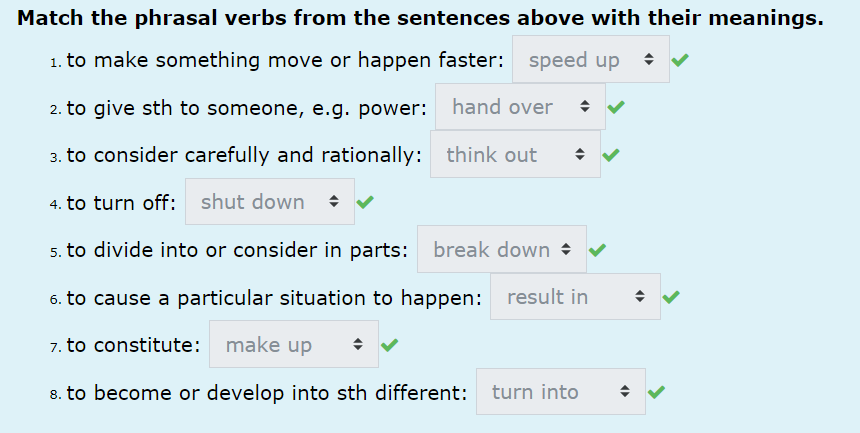 Match the phrasal verbs from the sentences above with their meanings.
1. to make something move or happen faster: speed up
2. to give sth to someone, e.g. power: hand over
3. to consider carefully and rationally: think out
4. to turn off: shut down
5. to divide into or consider in parts: break down
6. to cause a particular situation to happen: result in
7. to constitute: make up
8. to become or develop into sth different: turn into